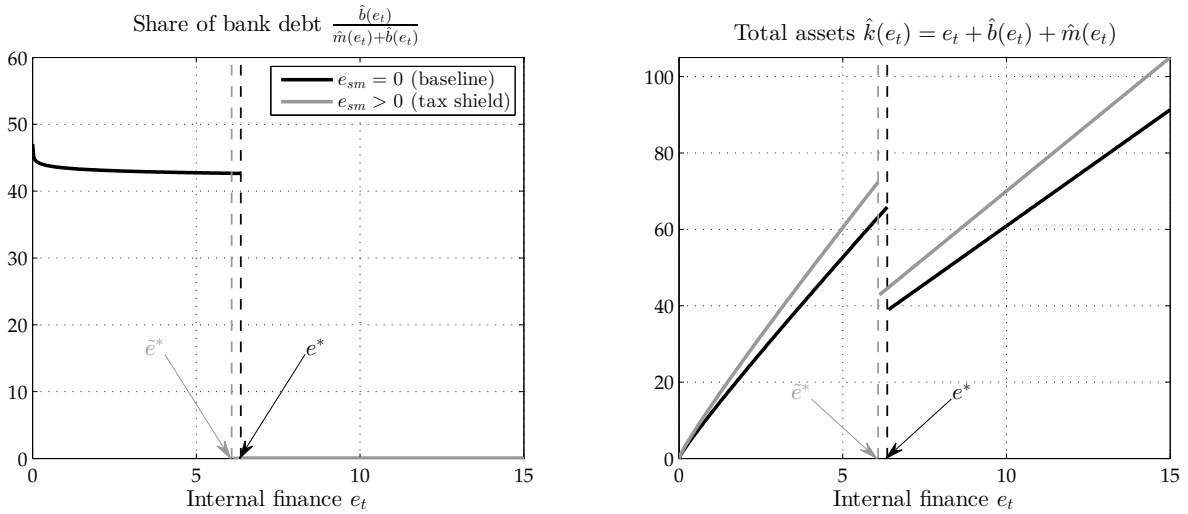 Share of bank debt b̂(e_t) / (m̂(e_t)+b̂(e_t))
60
50
40
30
20
10
0
e_sm = 0 (baseline)
e_sm > 0 (tax shield)
ẽ*
e*
0
5
10
15
Internal finance e_t
Total assets k̂(e_t) = e_t + b̂(e_t) + m̂(e_t)
100
80
60
40
20
0
ẽ*
e*
0
5
10
15
Internal finance e_t